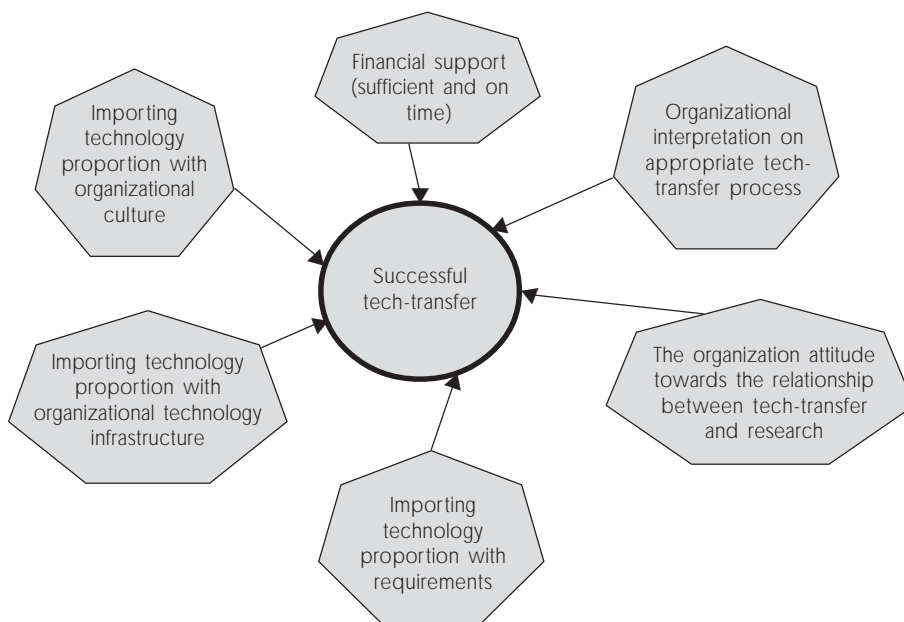 Financial support
(sufficient and on
time)
Importing
technology
proportion with
organizational
culture
Organizational
interpretation on
appropriate tech-
transfer process
Successful
tech-transfer
Importing technology
proportion with
organizational technology
infrastructure
The organization attitude
towards the relationship
between tech-transfer
and research
Importing
technology
proportion with
requirements